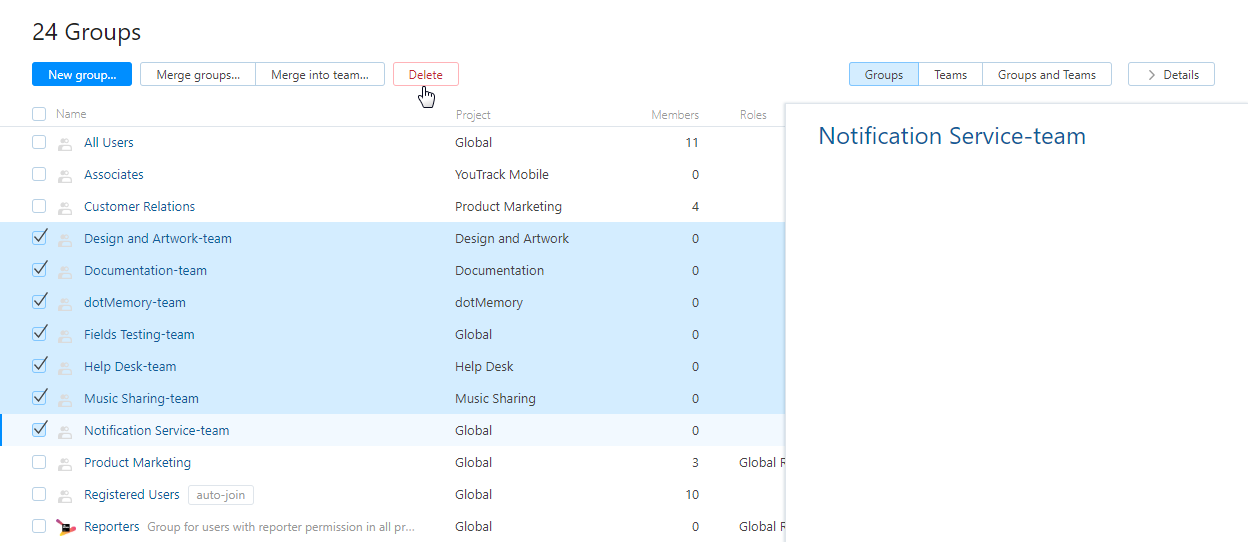 24 Groups
New group... Merge groups... Merge into team... Delete Groups Teams Groups and Teams Details
Name Project Members Roles
Notification Service-team
All Users Global 11
Associates YouTrack Mobile 0
Customer Relations Product Marketing 4
Design and Artwork-team Design and Artwork 0
Documentation-team Documentation 0
dotMemory-team dotMemory 0
Fields Testing-team Global 0
Help Desk-team Help Desk 0
Music Sharing-team Music Sharing 0
Notification Service-team Global 0
Product Marketing Global 3 Global R
Registered Users auto-join Global 10
Reporters Group for users with reporter permission in all pr... Global 0 Global R